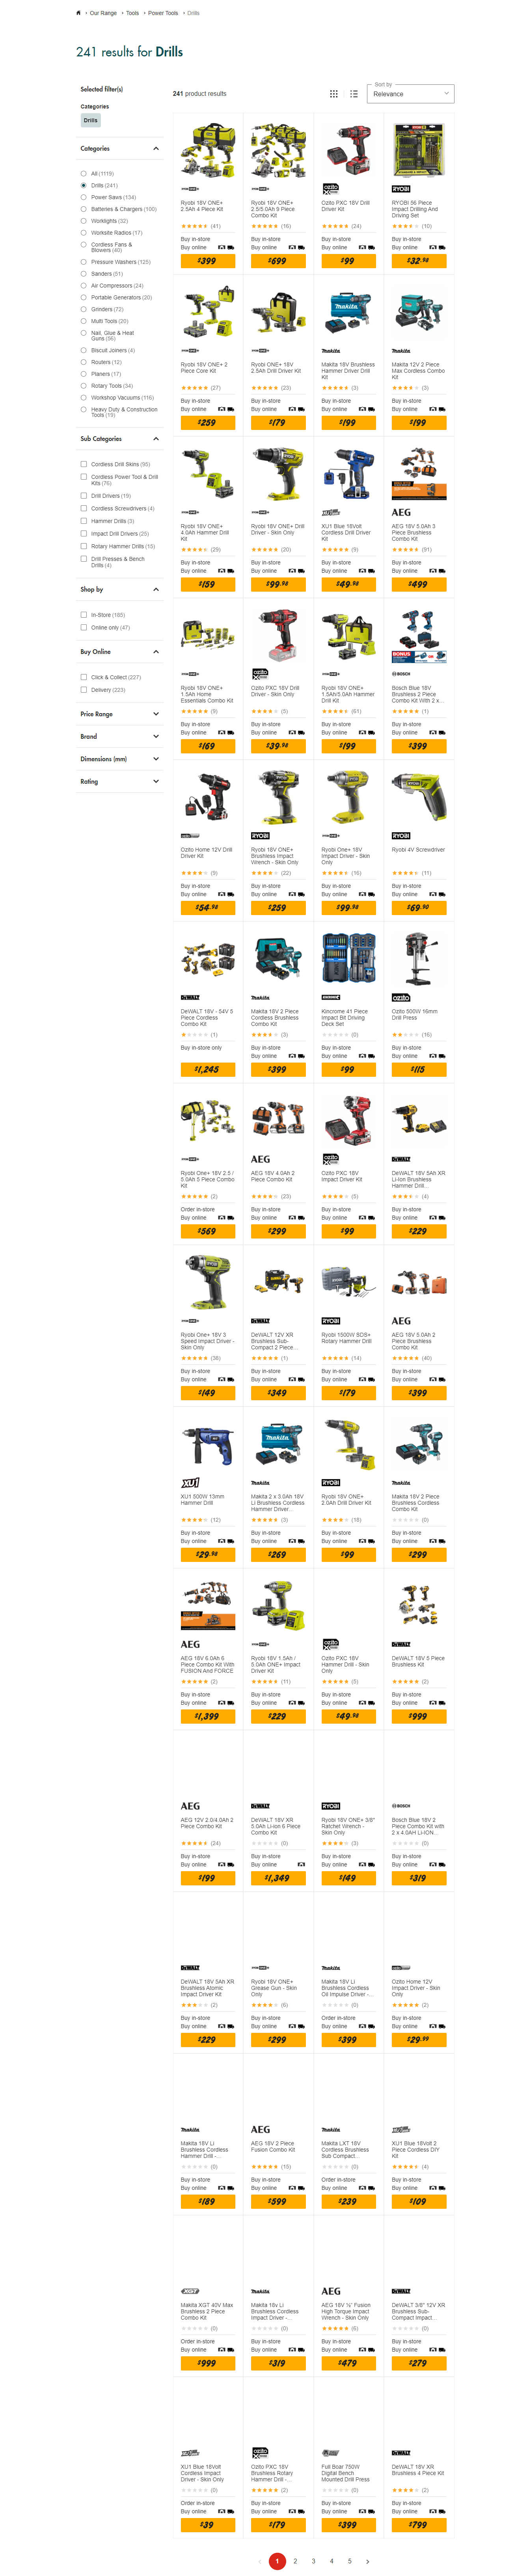 Our Range
Tools
Power Tools
Drills
241 results for Drills
Selected filter(s)
Categories
Drills
241 product results
Sort by
Relevance
Categories
All (1119)
Drills (241)
Power Saws (134)
Batteries & Chargers (100)
Worklights (32)
Worksite Radios (17)
Cordless Fans &
Blowers (40)
Pressure Washers (125)
Sanders (51)
Air Compressors (24)
Portable Generators (20)
Grinders (72)
Multi Tools (20)
Nail, Glue & Heat
Guns (56)
Biscuit Joiners (4)
Routers (12)
Planers (17)
Rotary Tools (34)
Workshop Vacuums (116)
Heavy Duty & Construction
Tools (19)
Sub Categories
Cordless Drill Skins (95)
Cordless Power Tool & Drill
Kits (76)
Drill Drivers (19)
Cordless Screwdrivers (4)
Hammer Drills (3)
Impact Drill Drivers (25)
Rotary Hammer Drills (15)
Drill Presses & Bench
Drills (4)
Shop by
In-Store (185)
Online only (47)
Buy Online
Click & Collect (227)
Delivery (223)
Price Range
Brand
Dimensions (mm)
Rating
Ryobi 18V ONE+
2.5Ah 4 Piece Kit
(41)
Buy in-store
Buy online
$399
Ryobi 18V ONE+
2.5/5.0Ah 9 Piece
Combo Kit
(16)
Buy in-store
Buy online
$699
Ozito PXC 18V Drill
Driver Kit
(24)
Buy in-store
Buy online
$99
RYOBI
RYOBI 56 Piece
Impact Drilling And
Driving Set
(10)
Buy in-store
Buy online
$32.98
Ryobi 18V ONE+ 2
Piece Core Kit
(27)
Buy in-store
Buy online
$259
Ryobi ONE+ 18V
2.5Ah Drill Driver Kit
(23)
Buy in-store
Buy online
$179
Makita
Makita 18V Brushless
Hammer Driver Drill
Kit
(3)
Buy in-store
Buy online
$199
Makita
Makita 12V 2 Piece
Max Cordless Combo
Kit
(3)
Buy in-store
Buy online
$199
Ryobi 18V ONE+
4.0Ah Hammer Drill
Kit
(29)
Buy in-store
Buy online
$159
Ryobi 18V ONE+ Drill
Driver - Skin Only
(20)
Buy in-store
Buy online
$99.98
XU1 Blue 18Volt
Cordless Drill Driver
Kit
(9)
Buy in-store
Buy online
$49.98
AEG
AEG 18V 5.0Ah 3
Piece Brushless
Combo Kit
(91)
Buy in-store
Buy online
$499
Ryobi 18V ONE+
1.5Ah Home
Essentials Combo Kit
(9)
Buy in-store
Buy online
$169
Ozito PXC 18V Drill
Driver - Skin Only
(5)
Buy in-store
Buy online
$39.98
Ryobi 18V ONE+
1.5Ah/5.0Ah Hammer
Drill Kit
(61)
Buy in-store
Buy online
$199
BONUS
BOSCH
Bosch Blue 18V
Brushless 2 Piece
Combo Kit With 2 x...
(1)
Buy in-store
Buy online
$399
Ozito Home 12V Drill
Driver Kit
(9)
Buy in-store
Buy online
$54.98
RYOBI
Ryobi 18V ONE+
Brushless Impact
Wrench - Skin Only
(22)
Buy in-store
Buy online
$259
Ryobi One+ 18V
Impact Driver - Skin
Only
(16)
Buy in-store
Buy online
$99.98
RYOBI
Ryobi 4V Screwdriver
(11)
Buy in-store
Buy online
$69.90
DEWALT
DeWALT 18V - 54V 5
Piece Cordless
Combo Kit
(1)
Buy in-store only
$1,245
Makita
Makita 18V 2 Piece
Cordless Brushless
Combo Kit
(3)
Buy in-store
Buy online
$399
KINCROME
Kincrome 41 Piece
Impact Bit Driving
Deck Set
(0)
Buy in-store
Buy online
$99
ozito
Ozito 500W 16mm
Drill Press
(16)
Buy in-store
Buy online
$115
Ryobi One+ 18V 2.5 /
5.0Ah 5 Piece Combo
Kit
(2)
Order in-store
Buy online
$569
AEG
AEG 18V 4.0Ah 2
Piece Combo Kit
(23)
Buy in-store
Buy online
$299
Ozito PXC 18V
Impact Driver Kit
(5)
Buy in-store
Buy online
$99
DEWALT
DeWALT 18V 5Ah XR
Li-Ion Brushless
Hammer Drill...
(4)
Buy in-store
Buy online
$229
Ryobi One+ 18V 3
Speed Impact Driver -
Skin Only
(38)
Buy in-store
Buy online
$149
DEWALT
DeWALT 12V XR
Brushless Sub-
Compact 2 Piece...
(1)
Buy in-store
Buy online
$349
RYOBI
Ryobi 1500W SDS+
Rotary Hammer Drill
(14)
Buy in-store
Buy online
$179
AEG
AEG 18V 5.0Ah 2
Piece Brushless
Combo Kit
(40)
Buy in-store
Buy online
$399
XU1
XU1 500W 13mm
Hammer Drill
(12)
Buy in-store
Buy online
$29.98
Makita
Makita 2 x 3.0Ah 18V
Li Brushless Cordless
Hammer Driver...
(3)
Buy in-store
Buy online
$269
RYOBI
Ryobi 18V ONE+
2.0Ah Drill Driver Kit
(18)
Buy in-store
Buy online
$99
Makita
Makita 18V 2 Piece
Brushless Cordless
Combo Kit
(0)
Buy in-store
Buy online
$299
AEG
AEG 18V 6.0Ah 6
Piece Combo Kit With
FUSION And FORCE
(2)
Buy in-store
Buy online
$1,399
Ryobi 18V 1.5Ah /
5.0Ah ONE+ Impact
Driver Kit
(11)
Buy in-store
Buy online
$229
Ozito PXC 18V
Hammer Drill - Skin
Only
(5)
Buy in-store
Buy online
$49.98
DEWALT
DeWALT 18V 5 Piece
Brushless Kit
(2)
Buy in-store
Buy online
$999
AEG
AEG 12V 2.0/4.0Ah 2
Piece Combo Kit
(24)
Buy in-store
Buy online
$199
DEWALT
DeWALT 18V XR
5.0Ah Li-ion 6 Piece
Combo Kit
(0)
Buy in-store
Buy online
$1,349
RYOBI
Ryobi 18V ONE+ 3/8"
Ratchet Wrench -
Skin Only
(3)
Buy in-store
Buy online
$149
BOSCH
Bosch Blue 18V 2
Piece Combo Kit with
2 x 4.0AH Li-ION...
(0)
Buy in-store
Buy online
$319
DEWALT
DeWALT 18V 5Ah XR
Brushless Atomic
Impact Driver Kit
(2)
Buy in-store
Buy online
$229
Ryobi 18V ONE+
Grease Gun - Skin
Only
(6)
Buy in-store
Buy online
$299
Makita
Makita 18V Li
Brushless Cordless
Oil Impulse Driver -...
(0)
Order in-store
Buy online
$399
Ozito Home 12V
Impact Driver - Skin
Only
(2)
Buy in-store
Buy online
$29.99
Makita
Makita 18V Li
Brushless Cordless
Hammer Drill -...
(0)
Buy in-store
Buy online
$189
AEG
AEG 18V 2 Piece
Fusion Combo Kit
(15)
Buy in-store
Buy online
$599
Makita
Makita LXT 18V
Cordless Brushless
Sub Compact...
(0)
Order in-store
Buy online
$239
XU1 Blue 18Volt 2
Piece Cordless DIY
Kit
(4)
Buy in-store
Buy online
$109
XGT
Makita XGT 40V Max
Brushless 2 Piece
Combo Kit
(0)
Order in-store
Buy online
$999
Makita
Makita 18v Li
Brushless Cordless
Impact Driver -...
(0)
Buy in-store
Buy online
$319
AEG
AEG 18V ½" Fusion
High Torque Impact
Wrench - Skin Only
(6)
Buy in-store
Buy online
$479
DEWALT
DeWALT 3/8" 12V XR
Brushless Sub-
Compact Impact...
(0)
Buy in-store
Buy online
$279
XU1 Blue 18Volt
Cordless Impact
Driver - Skin Only
(0)
Order in-store
Buy online
$39
Ozito PXC 18V
Brushless Rotary
Hammer Drill -...
(2)
Buy in-store
Buy online
$179
Full Boar 750W
Digital Bench
Mounted Drill Press
(0)
Buy in-store
Buy online
$399
DEWALT
DeWALT 18V XR
Brushless 4 Piece Kit
(2)
Buy in-store
Buy online
$799
1 2 3 4 5